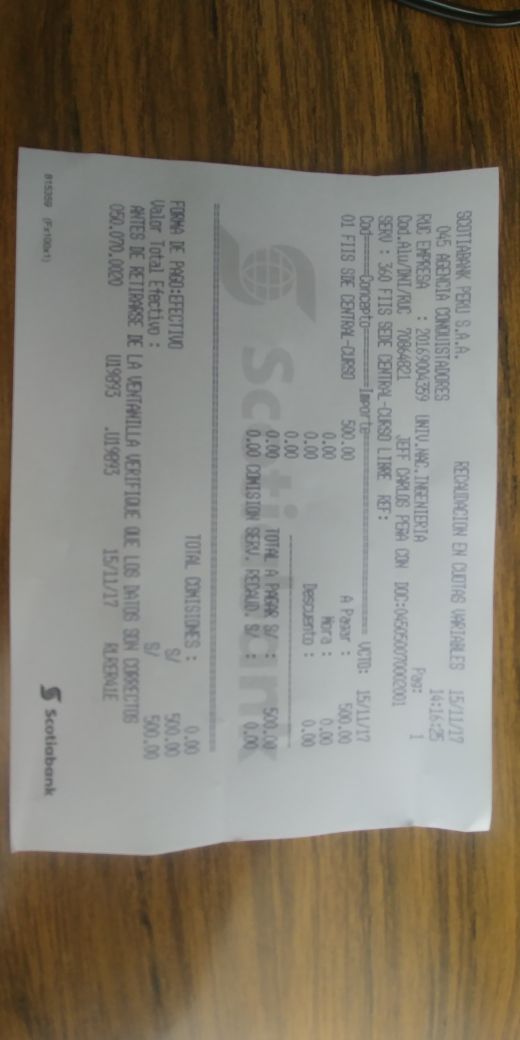 SCOTIABANK PERU S.A.A. RECAUDACION EN CUOTAS VARIABLES 15/11/17
045 AGENCIA CONQUISTADORES 14:16:25
RUC EMPRESA : 20169004359 UNIV.NAC.INGENIERIA Pag: 1
Cod.Alu/DNI/RUC 70864821 JEFF CARLOS PEÑA CON DOC:045050070002001
SERV : 360 FIIS SEDE CENTRAL-CURSO LIBRE REF:
Cod======Concepto=========Importe============================== VCTO: 15/11/17
01 FIIS SDE CENTRAL-CURSO 500.00 A Pagar : 500.00
0.00 Mora : 0.00
0.00 Descuento : 0.00
0.00 --------------------------------
0.00 TOTAL A PAGAR S/ : 500.00
0.00 COMISION SERV. RECAUD. S/ : 0.00
Scotiabank
================================================================================
TOTAL COMISIONES : 0.00
FORMA DE PAGO:EFECTIVO S/ 500.00
Valor Total Efectivo : S/ 500.00
ANTES DE RETIRARSE DE LA VENTANILLA VERIFIQUE QUE LOS DATOS SON CORRECTOS
050.070.0020 U19893 .U19893 15/11/17 RLRER41E
815359 (Fx100x1) Scotiabank